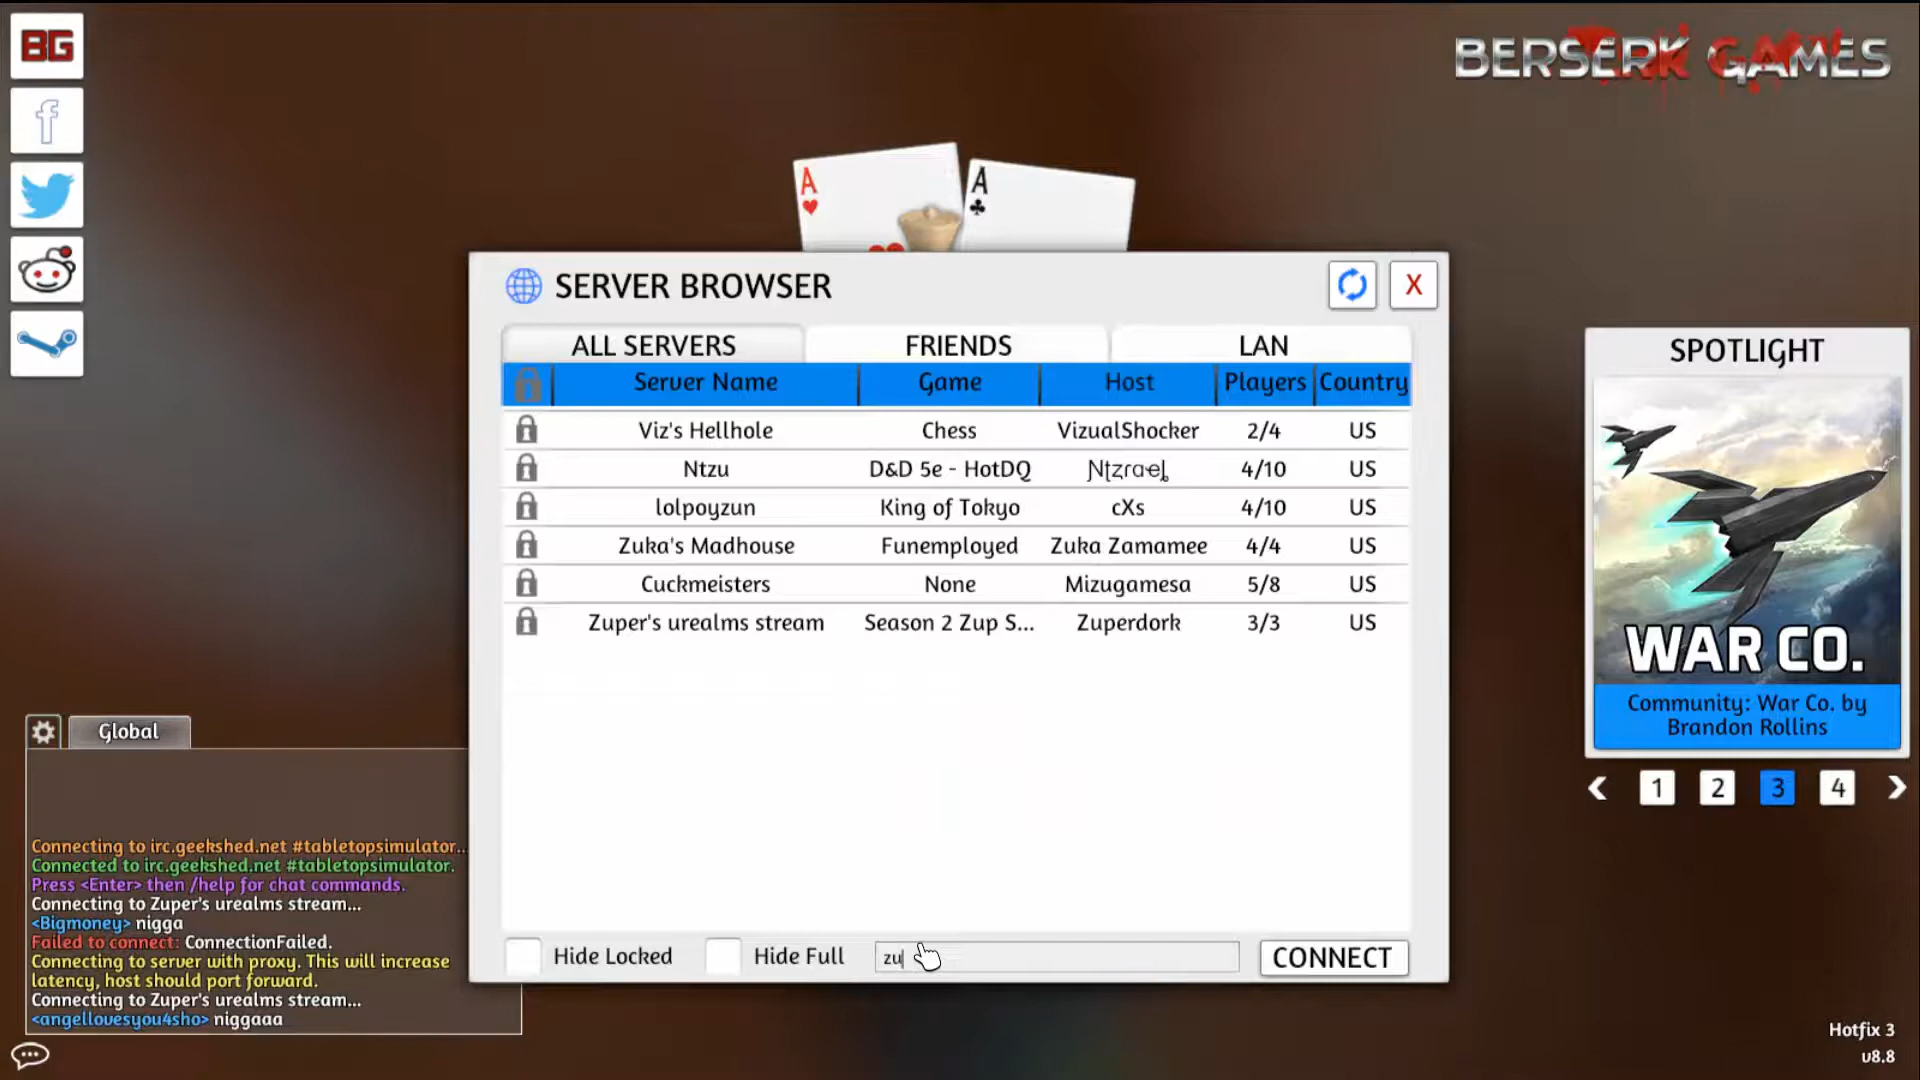 BG
BERSERK GAMES
A
A
SERVER BROWSER
X
ALL SERVERS FRIENDS LAN
Server Name Game Host Players Country
Viz's Hellhole Chess VizualShocker 2/4 US
Ntzu D&D 5e - HotDQ 4/10 US
lolpoyzun King of Tokyo cXs 4/10 US
Zuka's Madhouse Funemployed Zuka Zamamee 4/4 US
Cuckmeisters None Mizugamesa 5/8 US
Zuper's urealms stream Season 2 Zup S... Zuperdork 3/3 US
Hide Locked Hide Full zu CONNECT
SPOTLIGHT
WAR CO.
Community: War Co. by
Brandon Rollins
1 2 3 4
Global
Connecting to irc.geekshed.net #tabletopsimulator...
Connected to irc.geekshed.net #tabletopsimulator.
Press <Enter> then /help for chat commands.
Connecting to Zuper's urealms stream...
<Bigmoney> nigga
Failed to connect: ConnectionFailed.
Connecting to server with proxy. This will increase
latency, host should port forward.
Connecting to Zuper's urealms stream...
<angellovesyou4sho> niggaaa
Hotfix 3
v8.8